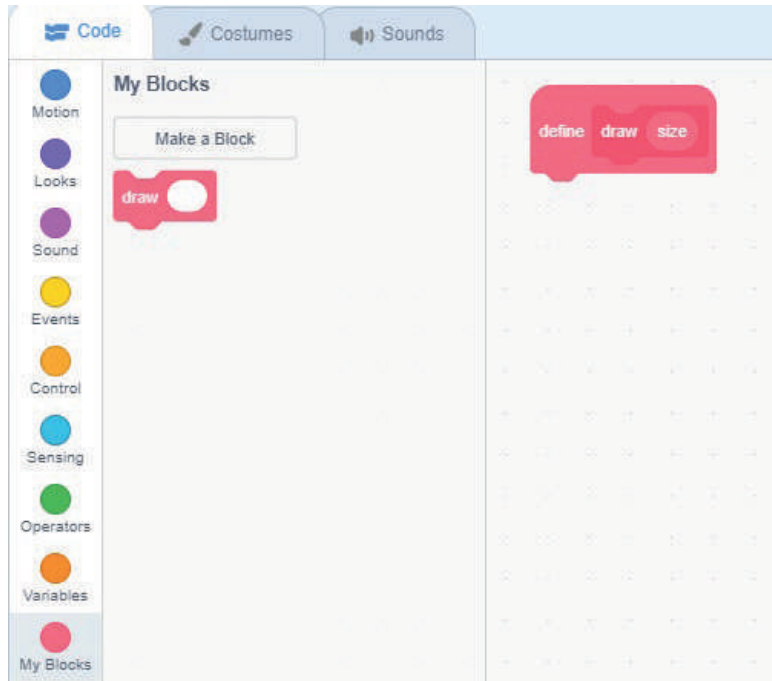 Code Costumes Sounds
Motion
Looks
Sound
Events
Control
Sensing
Operators
Variables
My Blocks
My Blocks
Make a Block
draw
define draw size